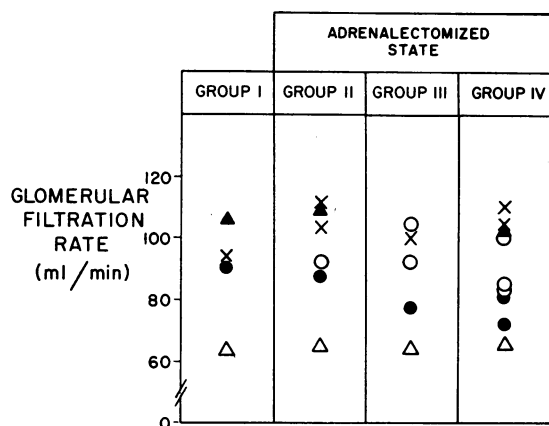 ADRENALECTOMIZED
STATE
GROUP I
GROUP II
GROUP III
GROUP IV
GLOMERULAR
FILTRATION
RATE
(ml/min)
120
100
80
60
0